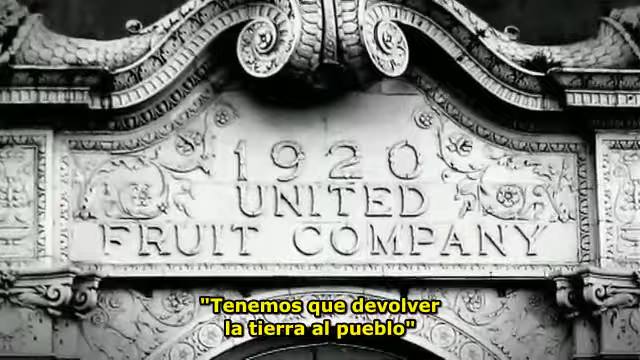 1920
UNITED
FRUIT COMPANY
"Tenemos que devolver
la tierra al pueblo"